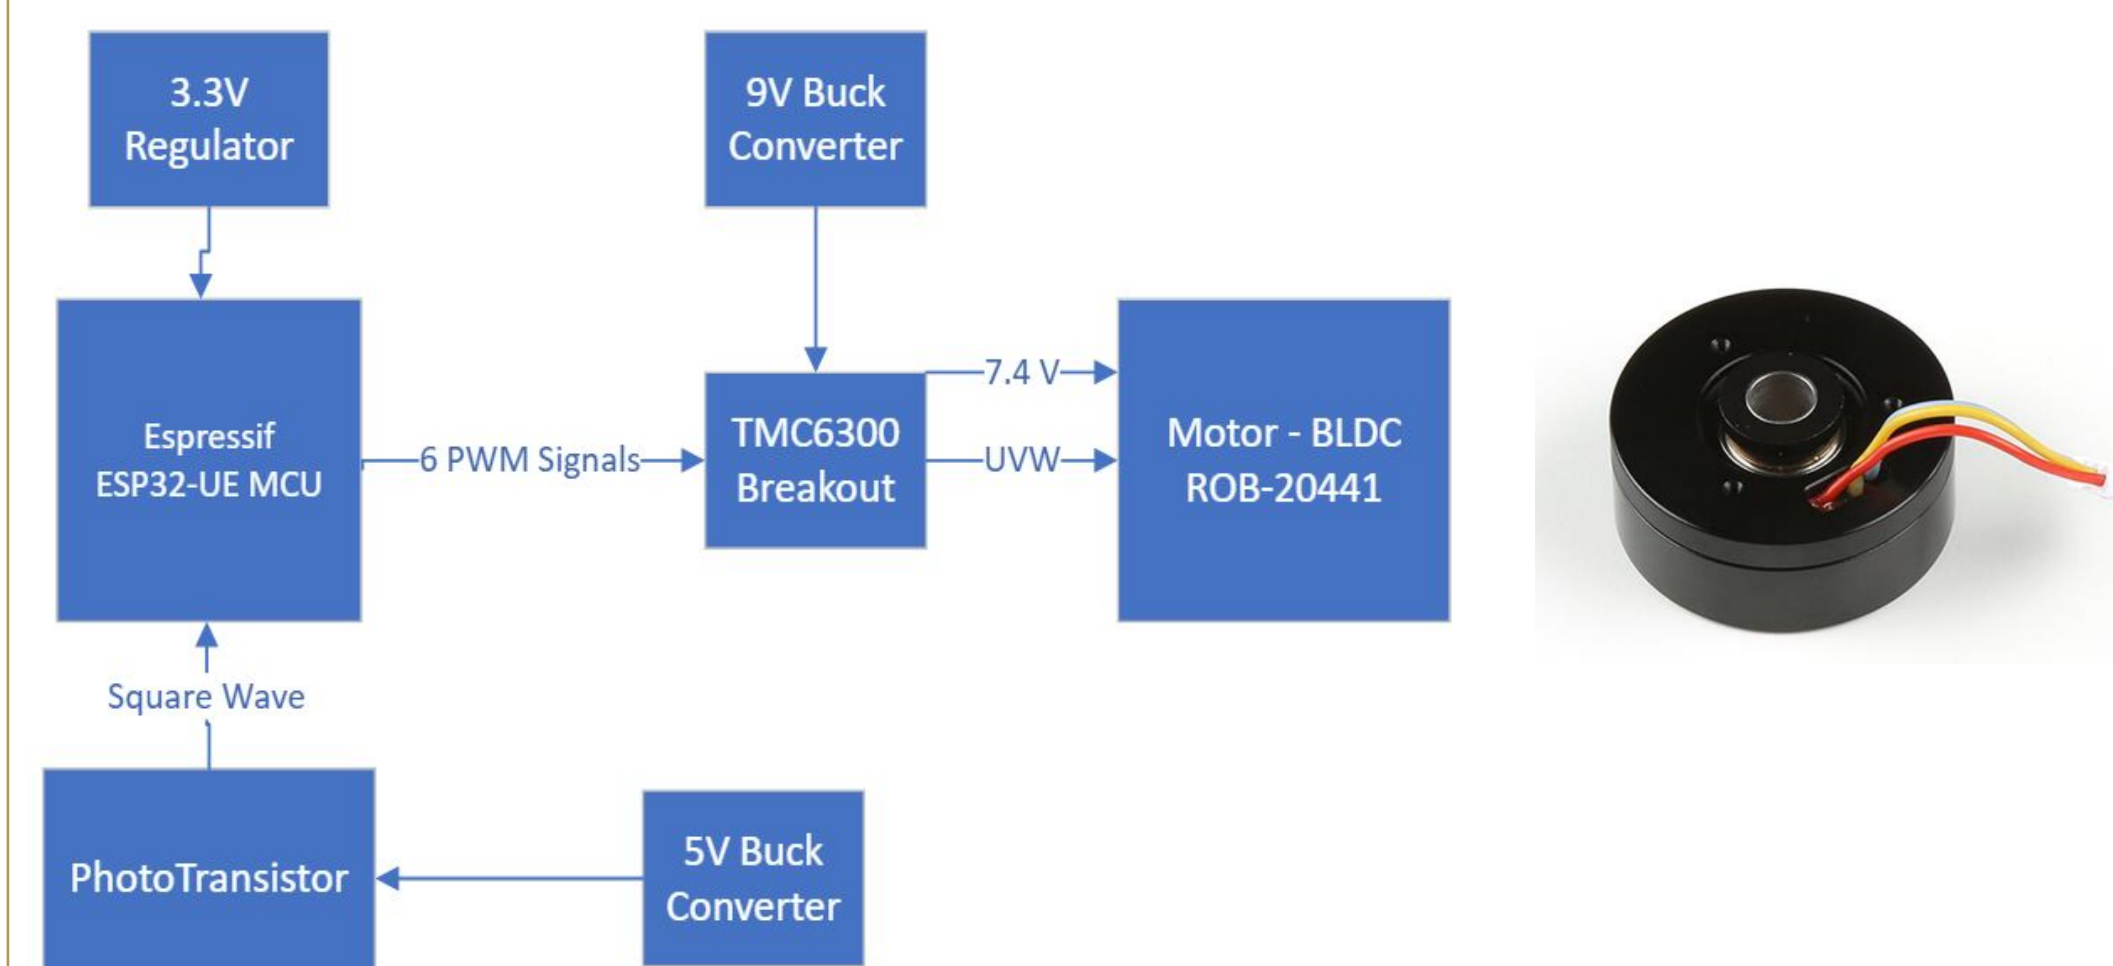 3.3V
Regulator
9V Buck
Converter
Espressif
ESP32-UE MCU
6 PWM Signals
TMC6300
Breakout
7.4 V
UVW
Motor - BLDC
ROB-20441
Square Wave
PhotoTransistor
5V Buck
Converter